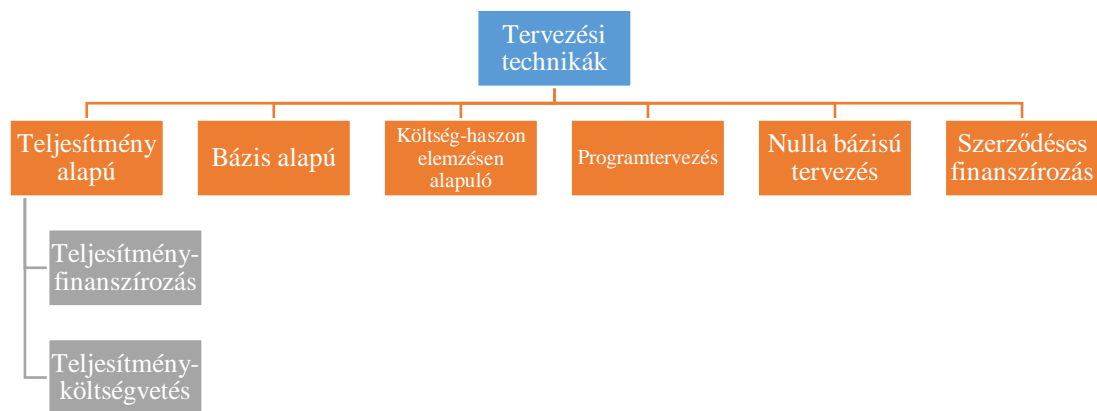 Tervezési
technikák
Teljesítmény
alapú
Bázis alapú
Költség-haszon
elemzésen
alapuló
Programtervezés
Nulla bázisú
tervezés
Szerződéses
finanszírozás
Teljesítmény-
finanszírozás
Teljesítmény-
költségvetés